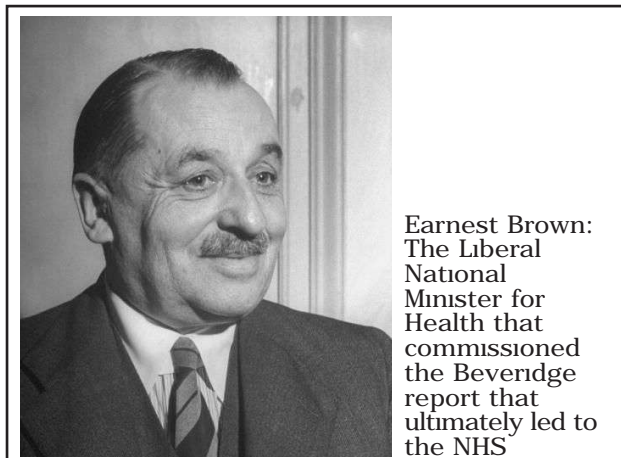 Earnest Brown:
The Liberal
National
Minister for
Health that
commissioned
the Beveridge
report that
ultimately led to
the NHS